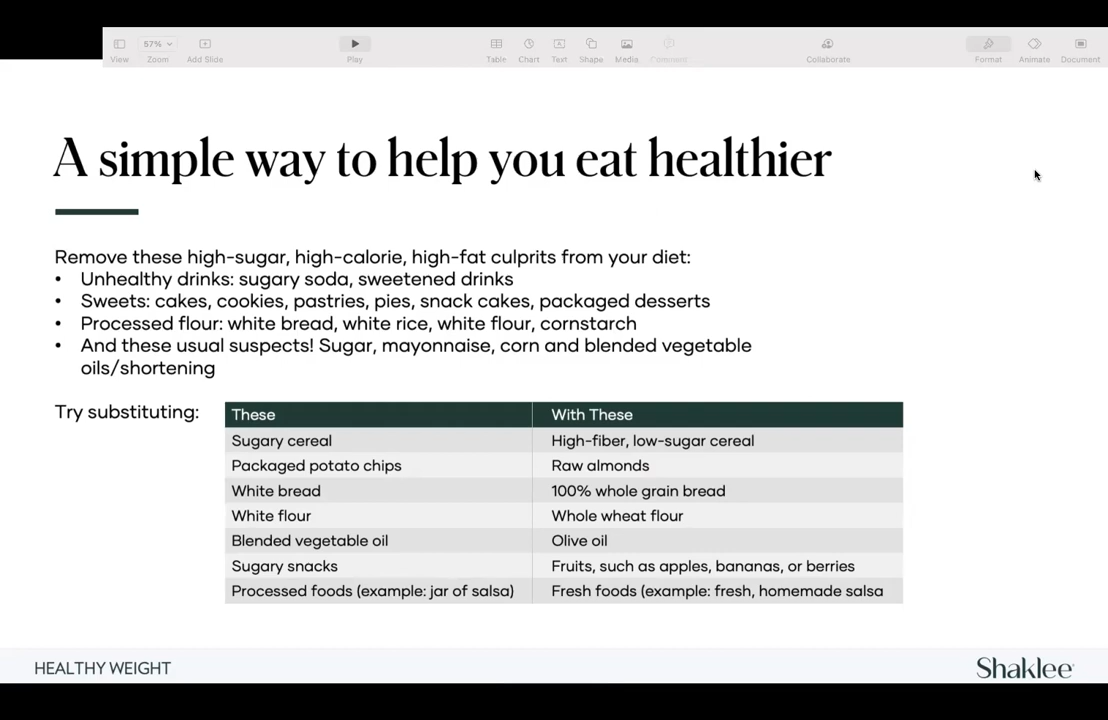 View
57%
Zoom
Add Slide
Play
Table
Chart
Text
Shape
Media
Comment
Collaborate
Format
Animate
Document
A simple way to help you eat healthier
Remove these high-sugar, high-calorie, high-fat culprits from your diet:
• Unhealthy drinks: sugary soda, sweetened drinks
• Sweets: cakes, cookies, pastries, pies, snack cakes, packaged desserts
• Processed flour: white bread, white rice, white flour, cornstarch
• And these usual suspects! Sugar, mayonnaise, corn and blended vegetable
oils/shortening
Try substituting:
These With These
Sugary cereal High-fiber, low-sugar cereal
Packaged potato chips Raw almonds
White bread 100% whole grain bread
White flour Whole wheat flour
Blended vegetable oil Olive oil
Sugary snacks Fruits, such as apples, bananas, or berries
Processed foods (example: jar of salsa) Fresh foods (example: fresh, homemade salsa
HEALTHY WEIGHT
Shaklee